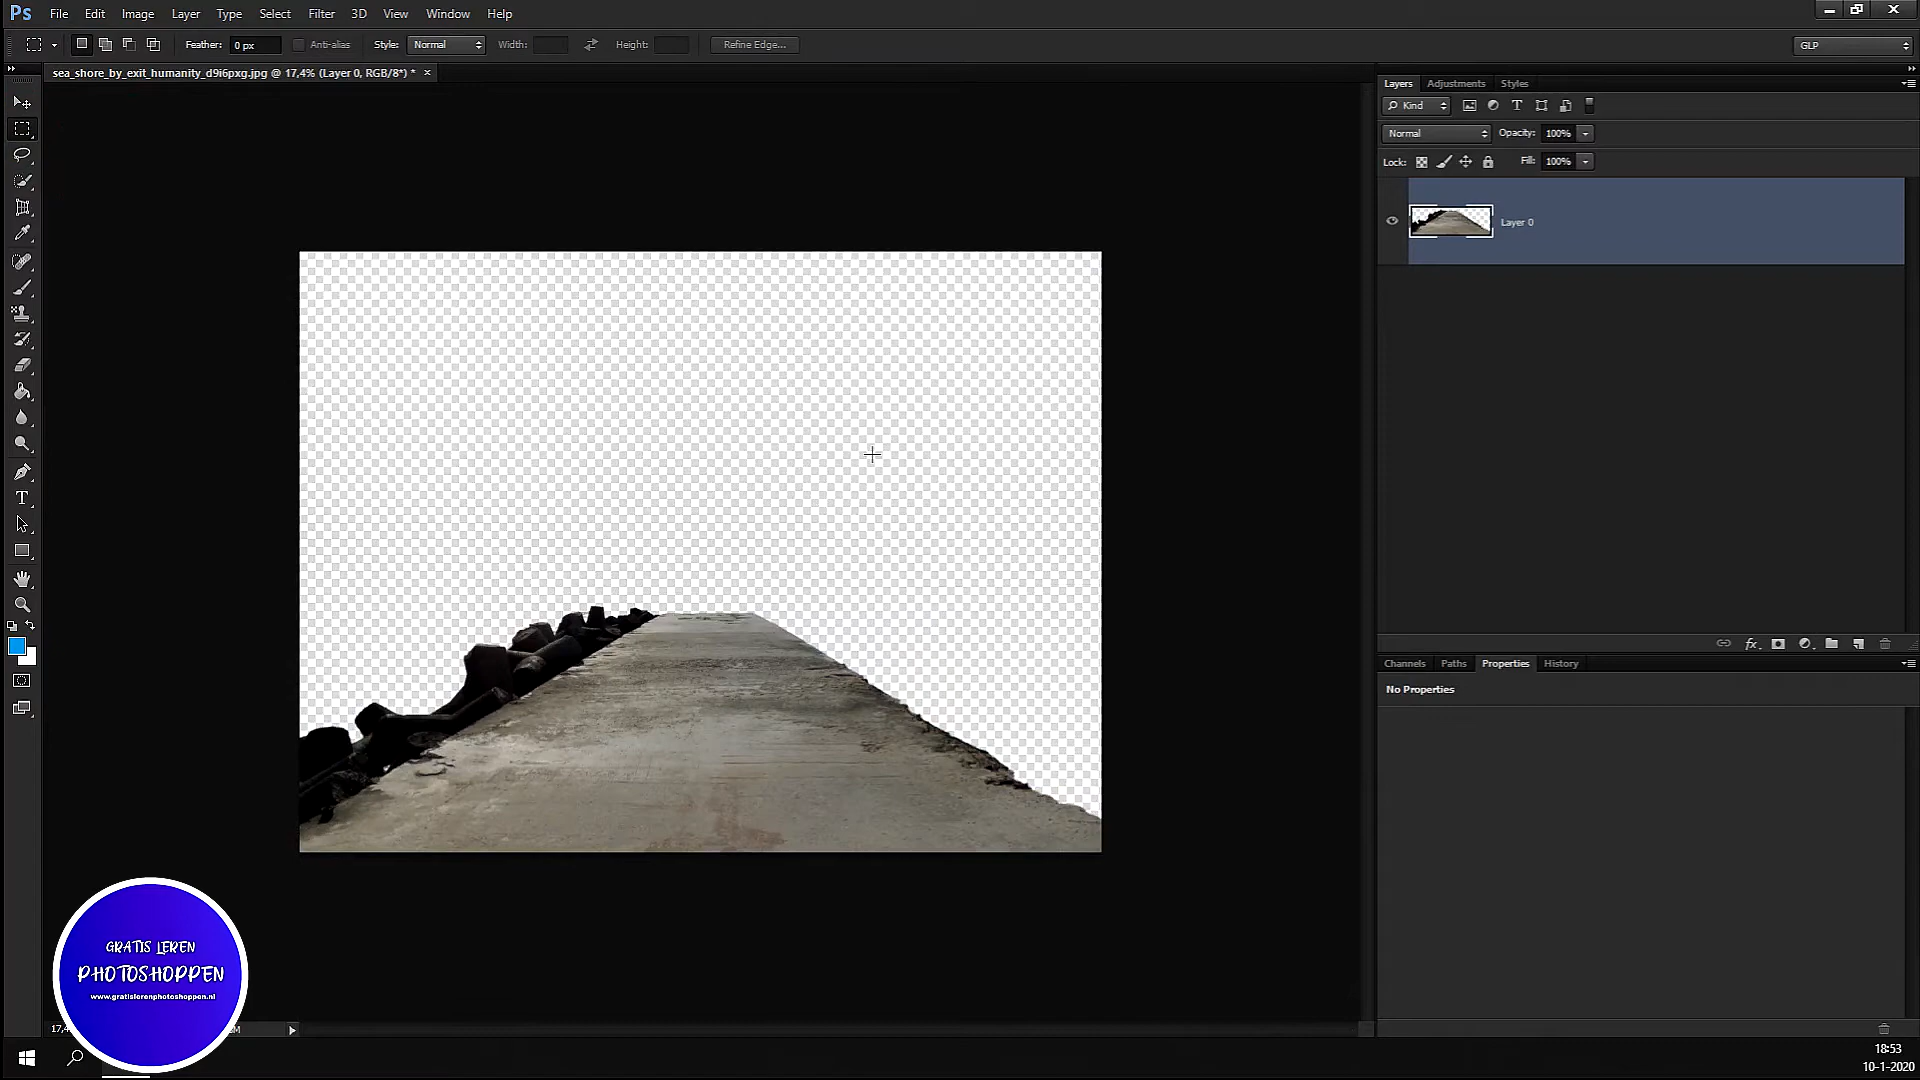 Ps File Edit Image Layer Type Select Filter 3D View Window Help
Feather: 0 px Anti-alias Style: Normal Width: Height: Refine Edge... GLP
sea_shore_by_exit_humanity_d9i6pxg.jpg @ 17,4% (Layer 0, RGB/8*) * ×
Layers Adjustments Styles
Kind
Normal Opacity: 100%
Lock: Fill: 100%
Layer 0
fx
Channels Paths Properties History
No Properties
GRATIS LEREN
PHOTOSHOPPEN
www.gratislerenphotoshoppen.nl
17,4
18:53
10-1-2020